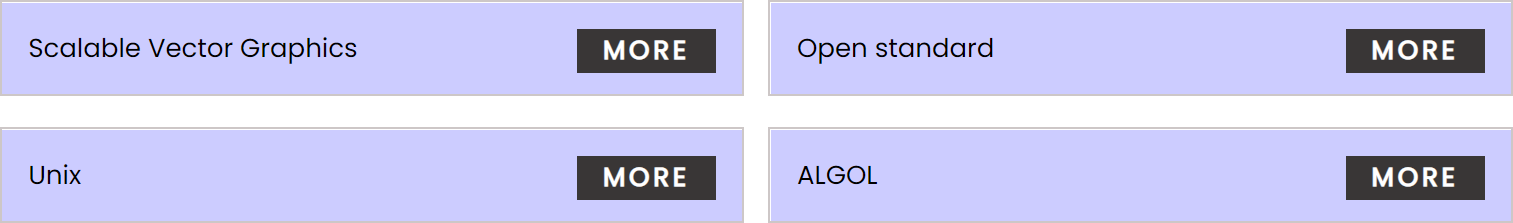 Scalable Vector Graphics MORE
Open standard MORE
Unix MORE
ALGOL MORE